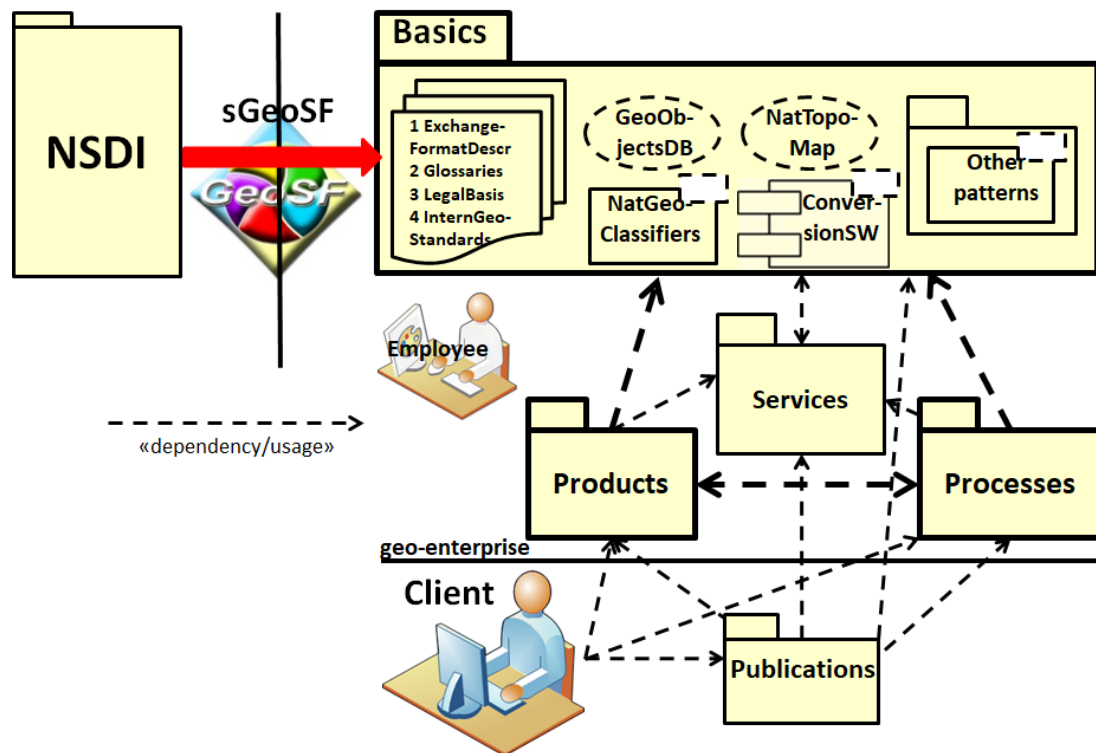 Basics
NSDI
sGeoSF
GeoSF
1 Exchange-
FormatDescr
2 Glossaries
3 LegalBasis
4 InternGeo-
Standards
GeoOb-
jectsDB
NatTopo-
Map
NatGeo-
Classifiers
Conver-
sionSW
Other
patterns
Employee
Services
«dependency/usage»
Products
Processes
geo-enterprise
Client
Publications